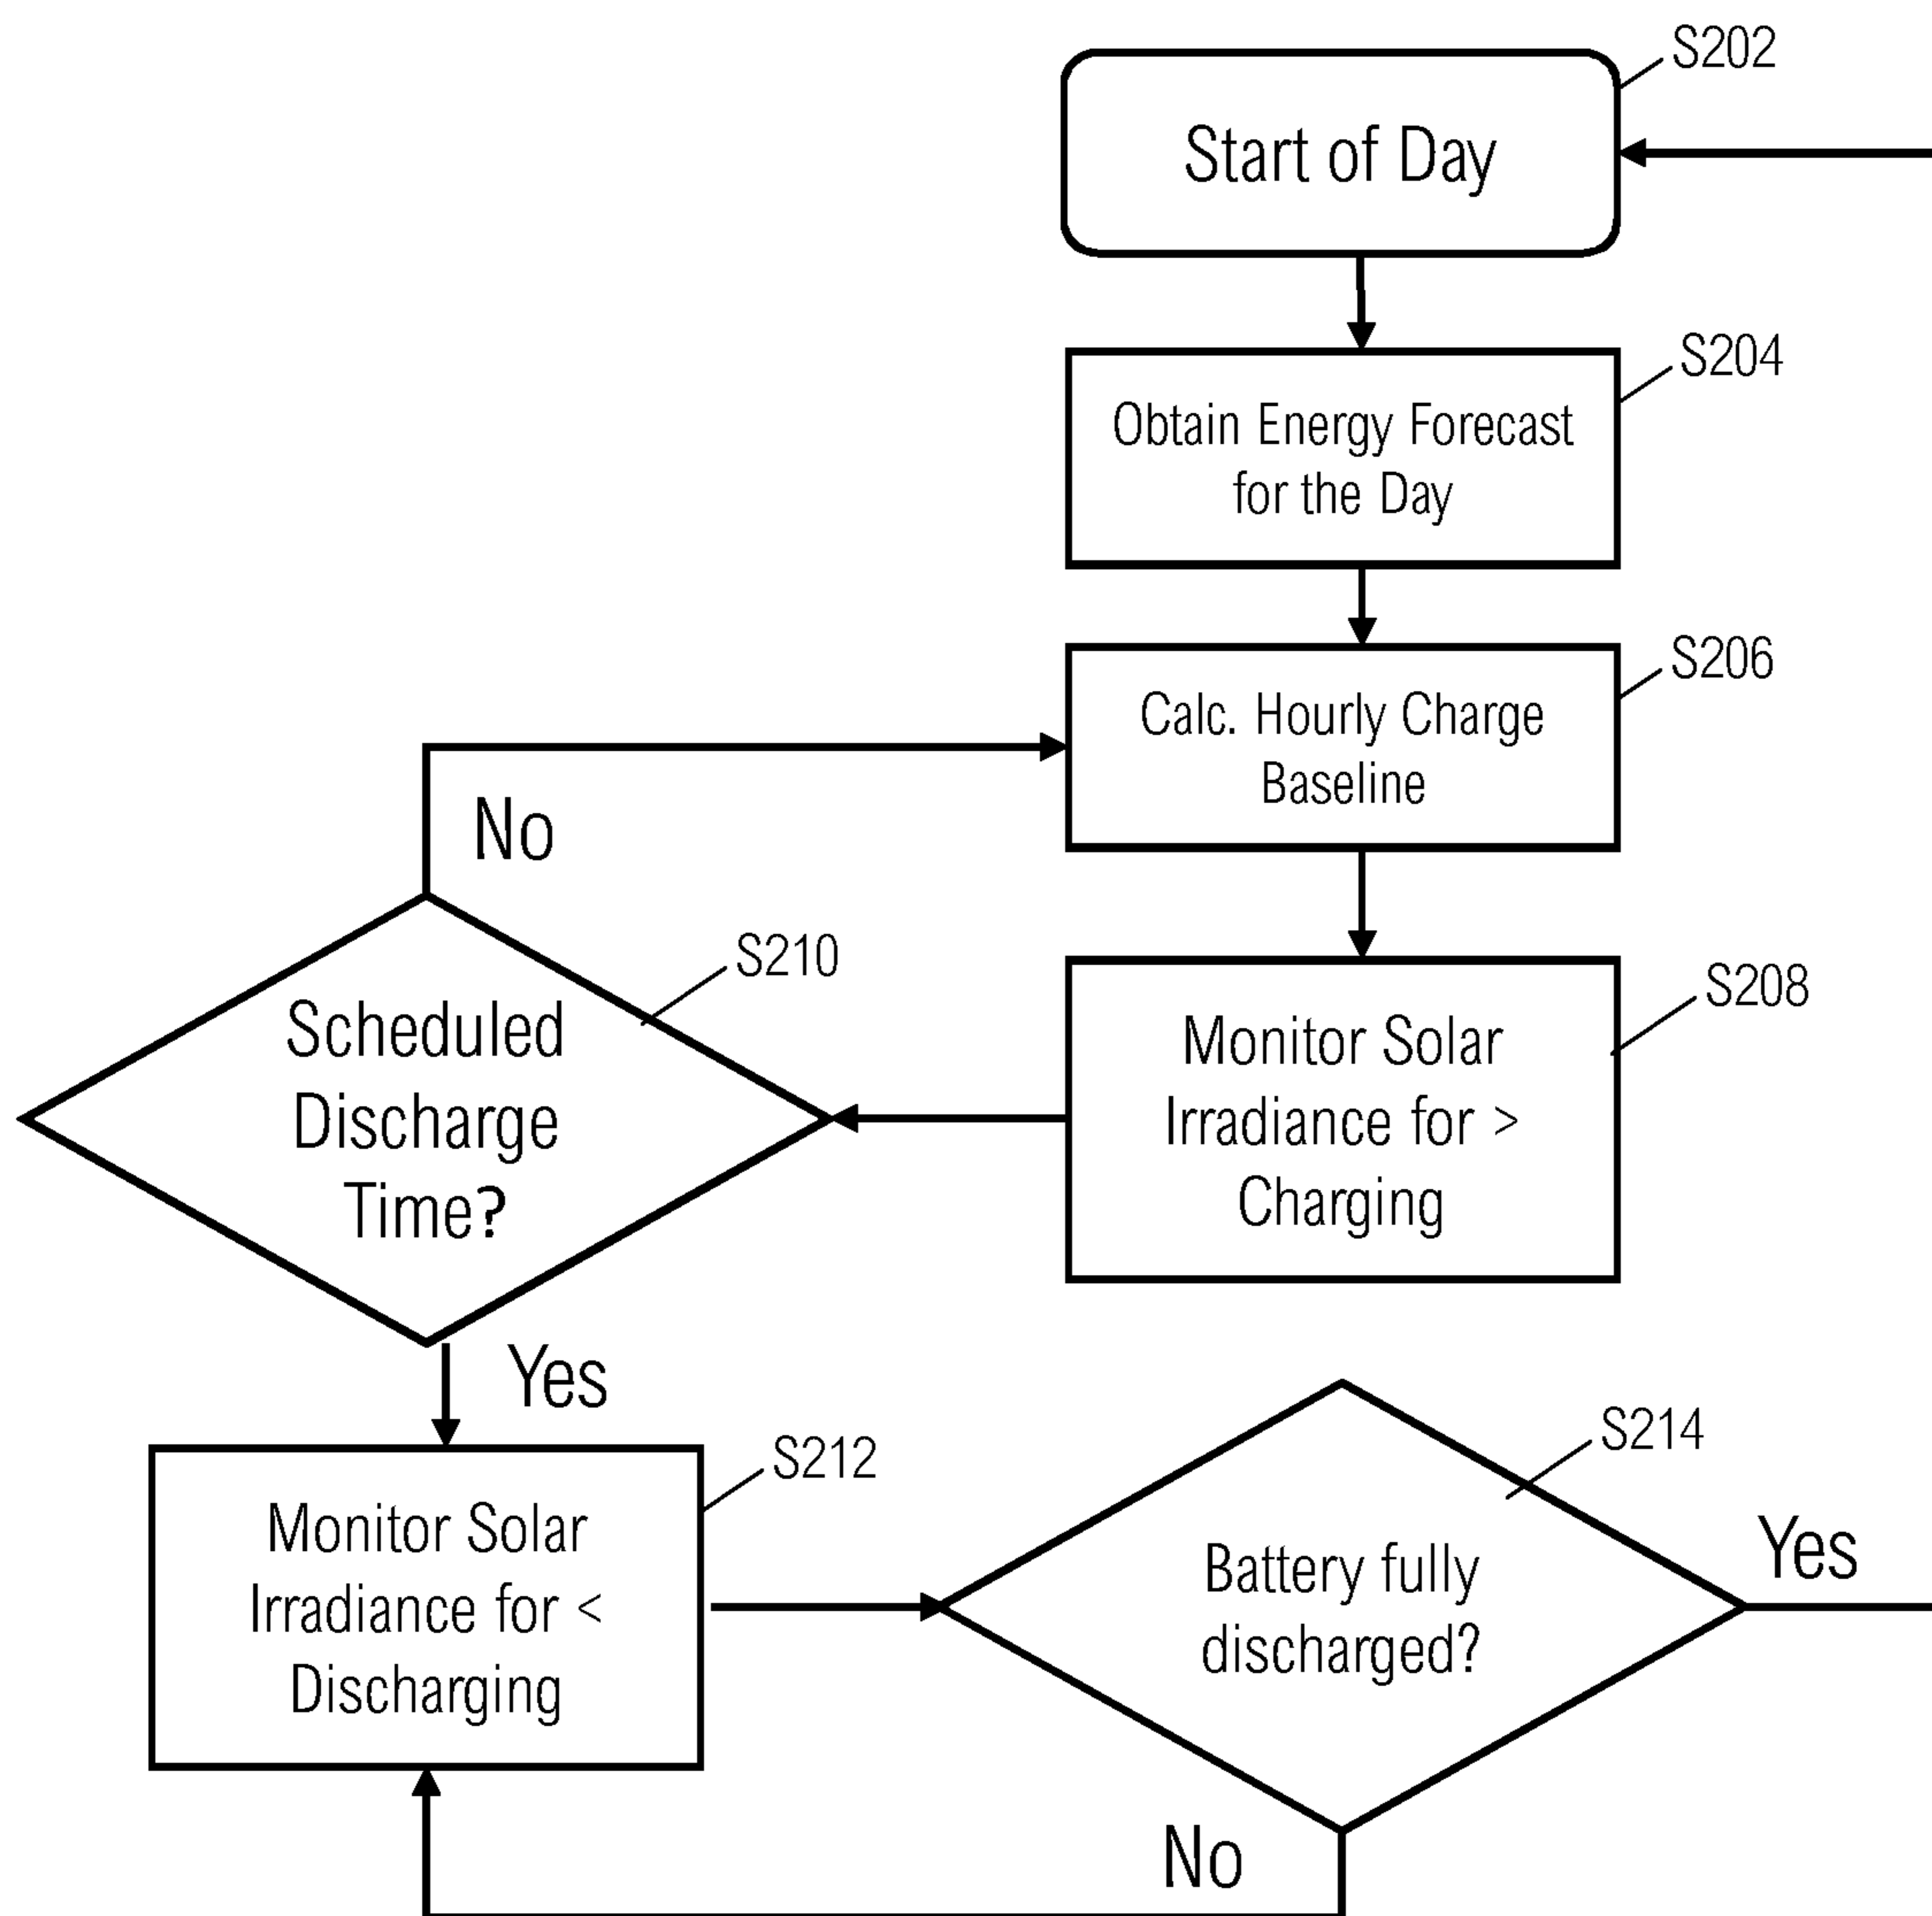 S202
Start of Day
S204
Obtain Energy Forecast
for the Day
S206
Calc. Hourly Charge
Baseline
No
S210
Scheduled
Discharge
Time?
S208
Monitor Solar
Irradiance for >
Charging
Yes
S212
Monitor Solar
Irradiance for <
Discharging
S214
Battery fully
discharged?
Yes
No